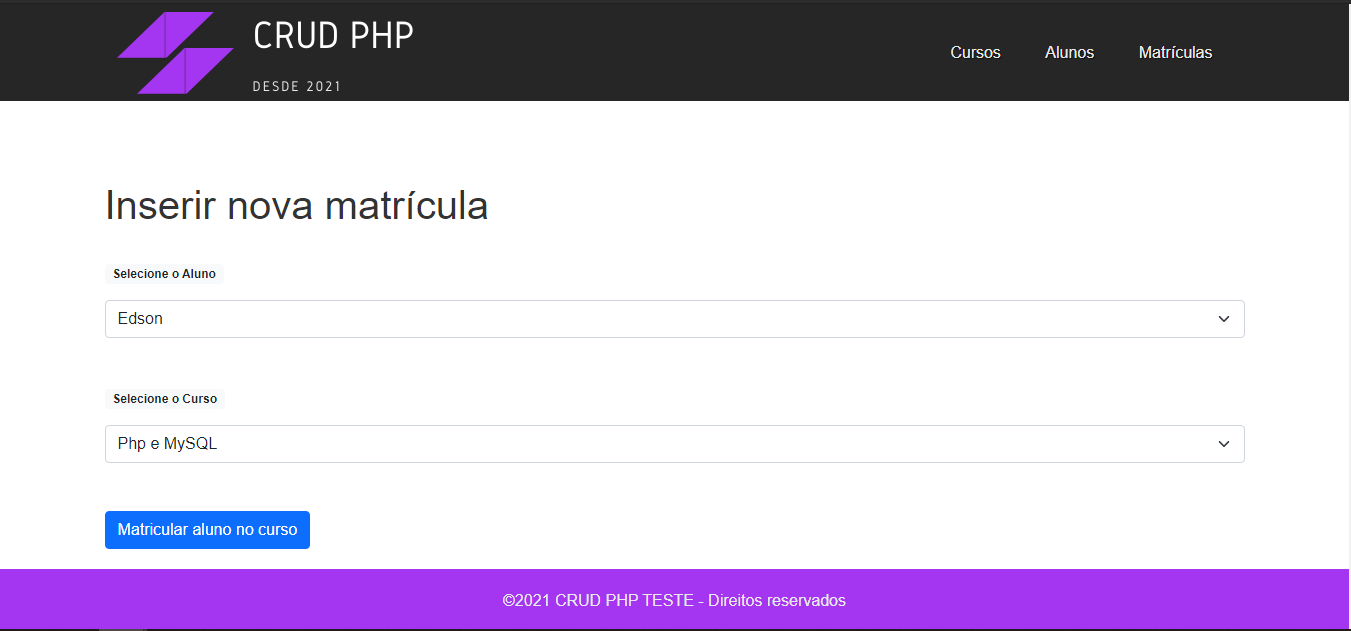 CRUD PHP
DESDE 2021
Cursos Alunos Matrículas
Inserir nova matrícula
Selecione o Aluno
Edson
Selecione o Curso
Php e MySQL
Matricular aluno no curso
©2021 CRUD PHP TESTE - Direitos reservados